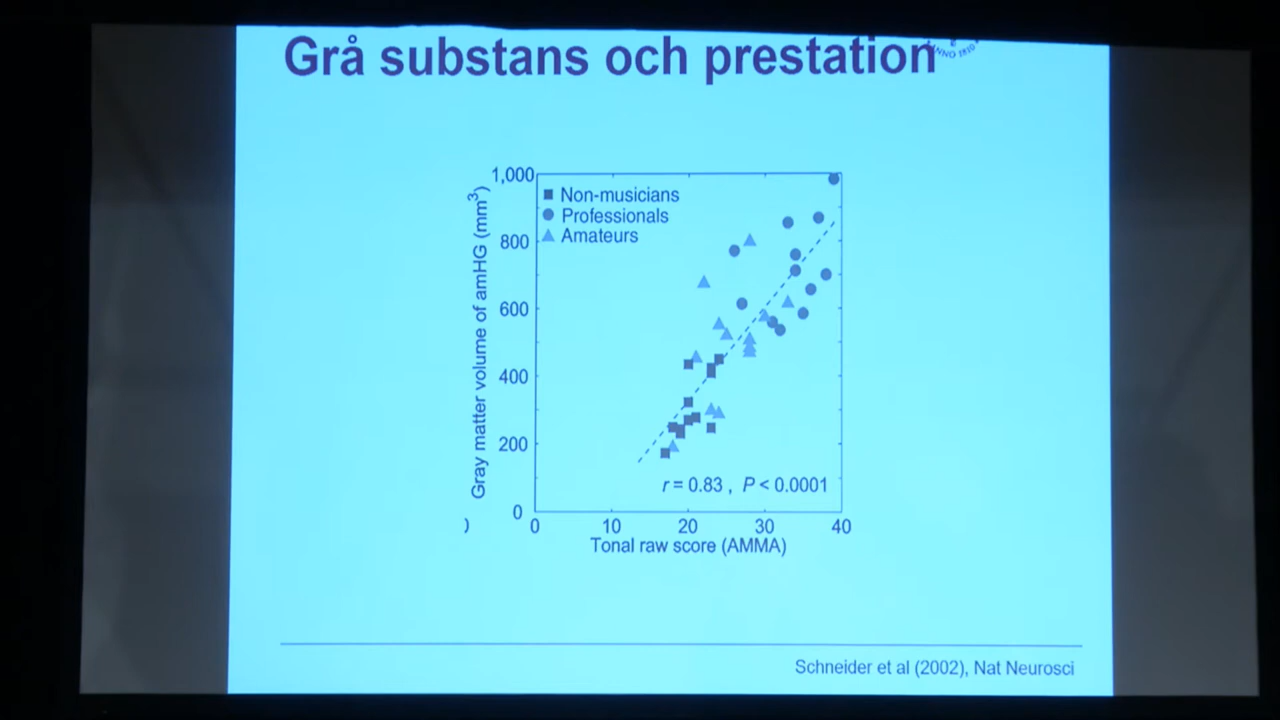 Grå substans och prestation
NNO 1810
1,000
Non-musicians
Professionals
Amateurs
800
600
400
200
0
Gray matter volume of amHG (mm³)
r = 0.83 , P < 0.0001
0 10 20 30 40
Tonal raw score (AMMA)
Schneider et al (2002), Nat Neurosci